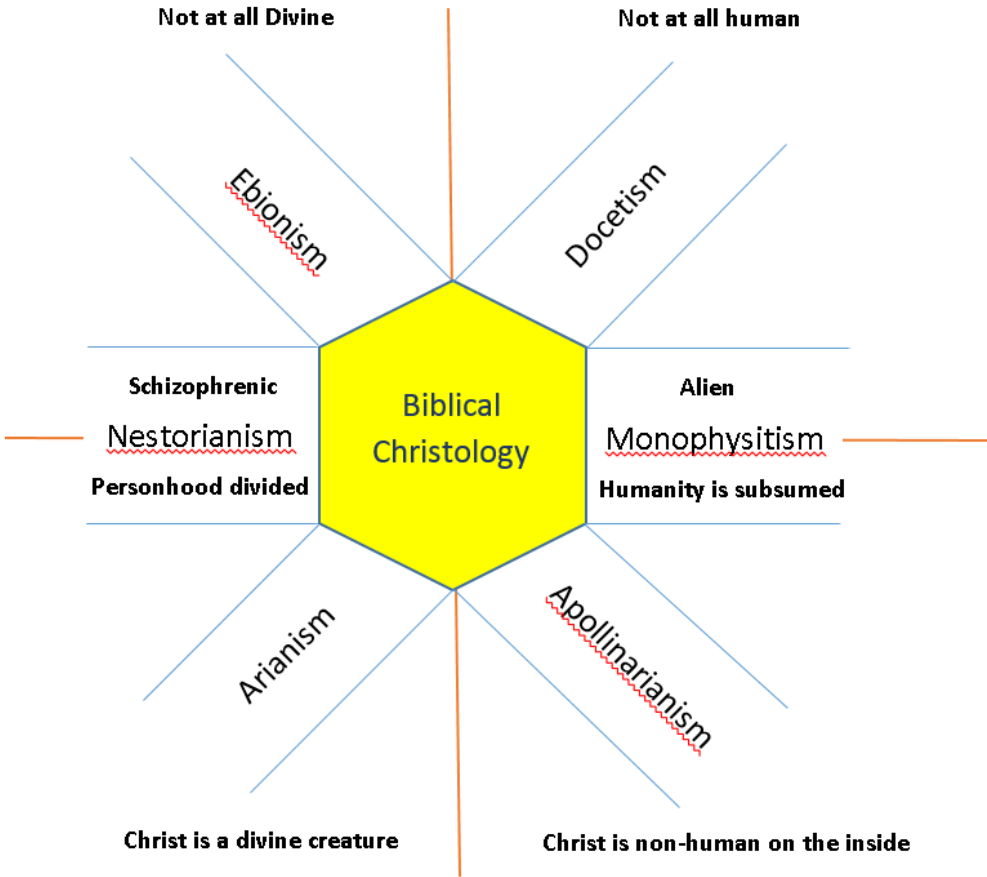 Not at all Divine
Not at all human
Ebionism
Docetism
Schizophrenic
Nestorianism
Personhood divided
Biblical
Christology
Alien
Monophysitism
Humanity is subsumed
Arianism
Apollinarianism
Christ is a divine creature
Christ is non-human on the inside